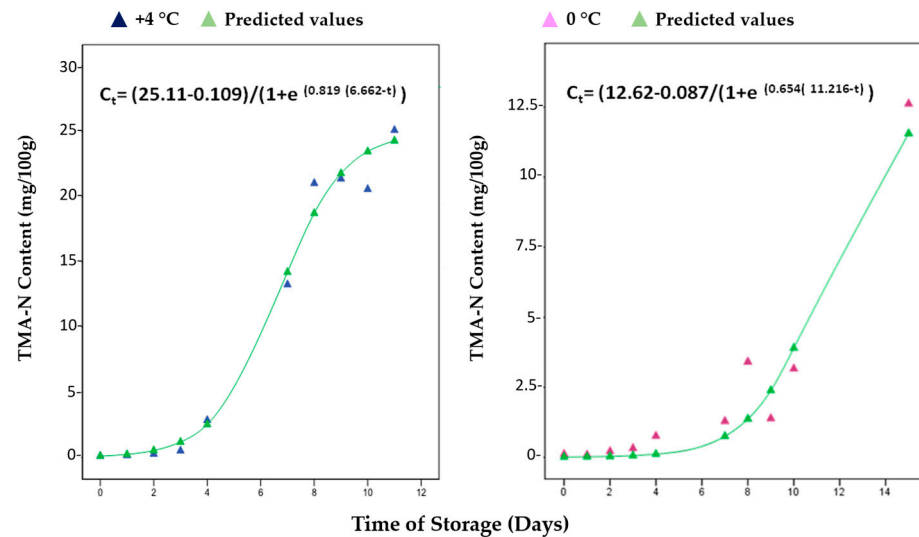 +4 °C Predicted values
0 °C Predicted values
TMA-N Content (mg/100g)
30
25
20
15
10
5
0
Ct= (25.11-0.109)/(1+e (0.819 (6.662-t) )
0 2 4 6 8 10 12
TMA-N Content (mg/100g)
12.5-
10-
7.5-
5-
2.5-
0-
Ct= (12.62-0.087/(1+e (0.654( 11.216-t) )
0 2 4 6 8 10 14
Time of Storage (Days)